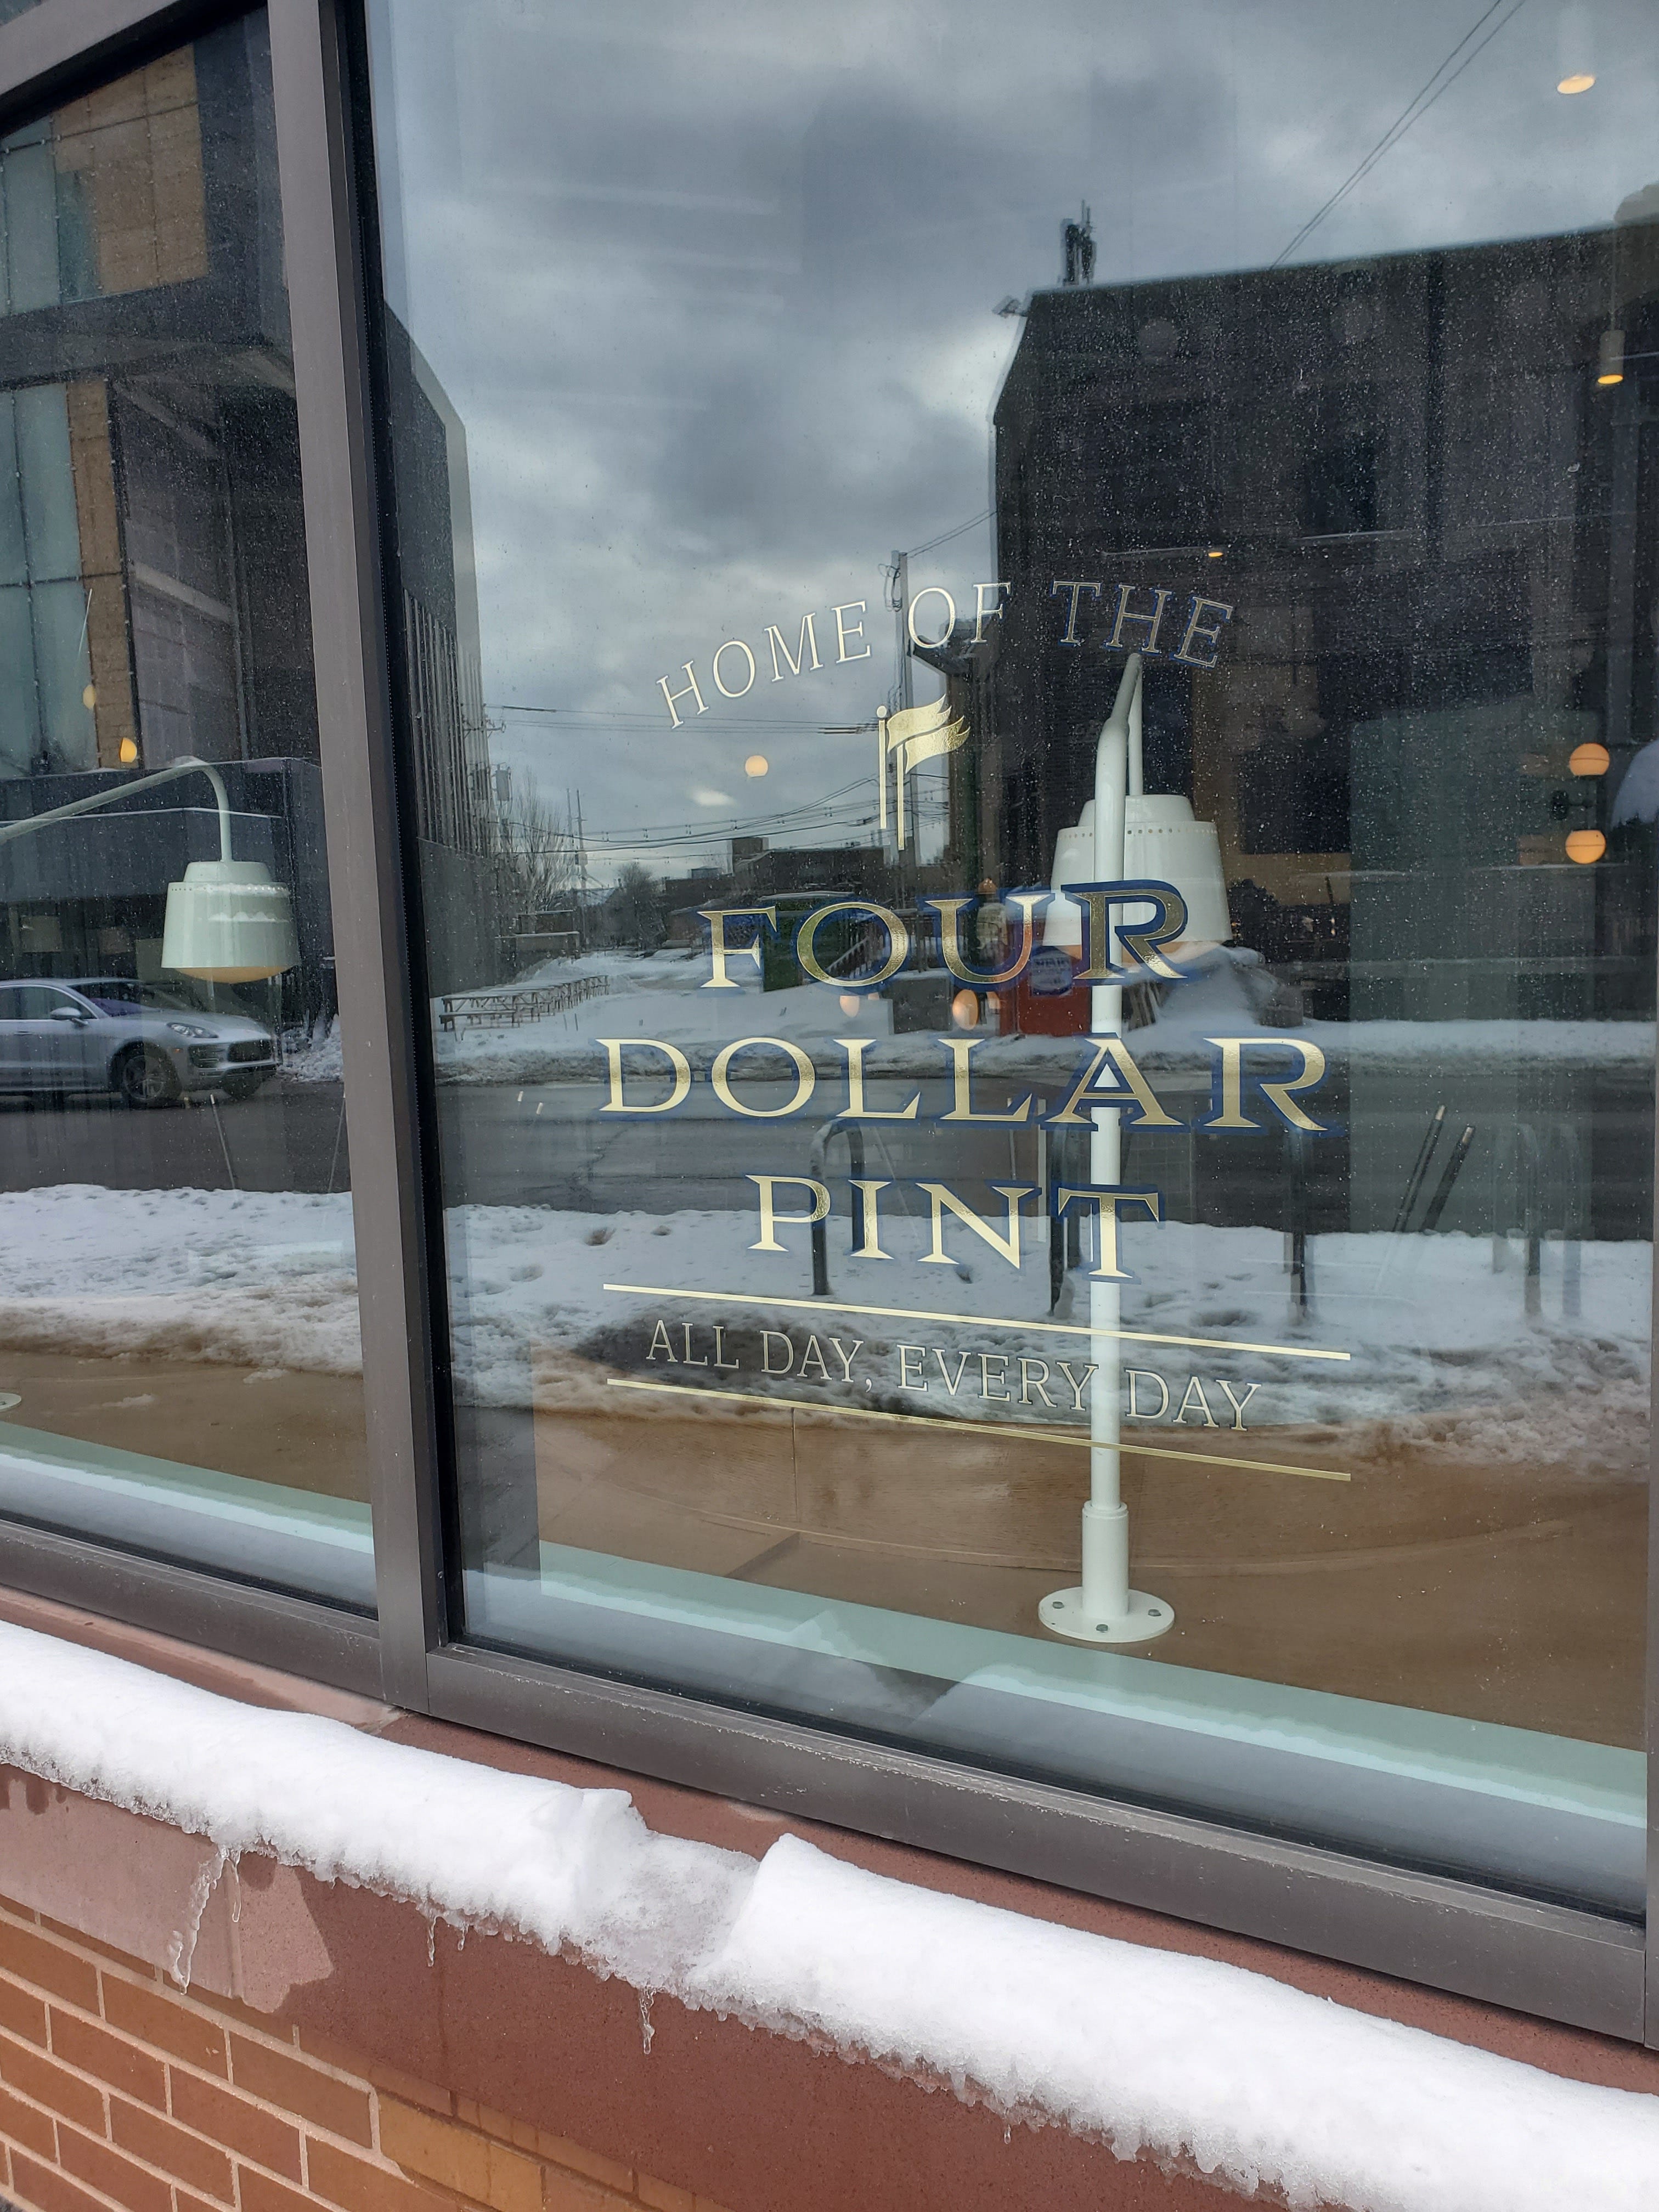 HOME OF THE
FOUR
DOLLAR
PINT
ALL DAY, EVERY DAY